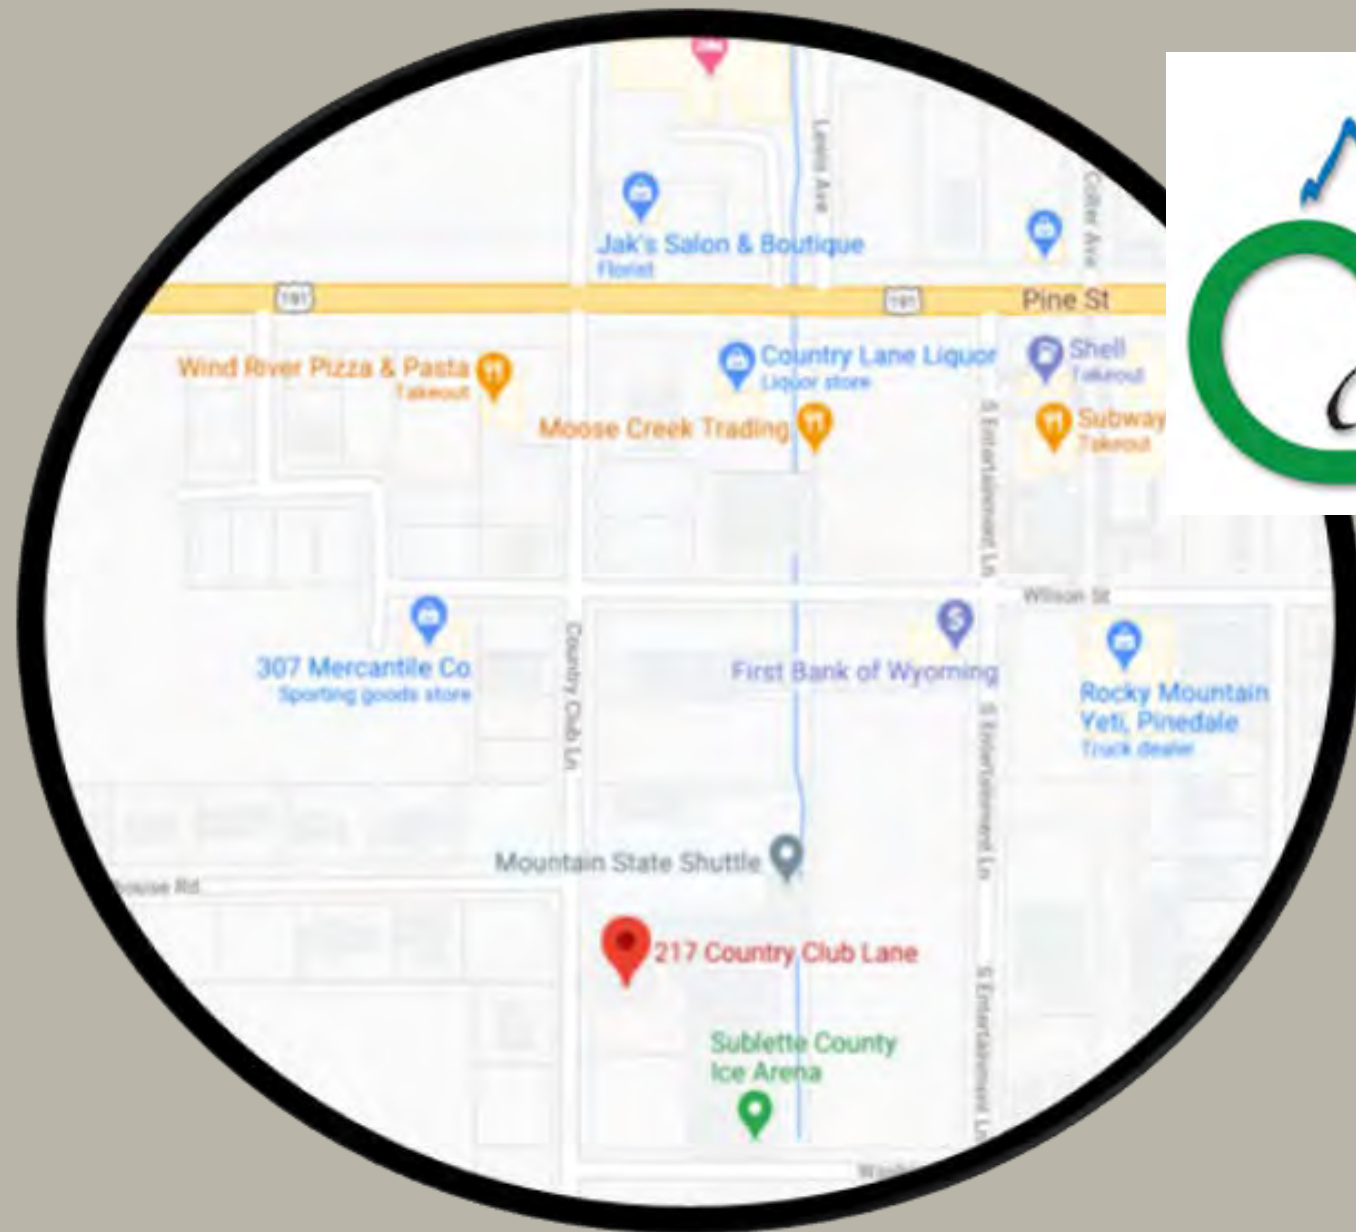 Lewis Ave
Collier Ave
Jak's Salon & Boutique
Florist
191
191
Pine St
Wind River Pizza & Pasta
Takeout
Country Lane Liquor
Liquor store
Shell
Takeout
Moose Creek Trading
Subway
Takeout
S Entertainment Ln
Wilson St
307 Mercantile Co
Sporting goods store
Country Club Ln
First Bank of Wyoming
Rocky Mountain
Yeti, Pinedale
Truck dealer
S Entertainment Ln
Mountain State Shuttle
Rd
217 Country Club Lane
S Entertainment Ln
Sublette County
Ice Arena